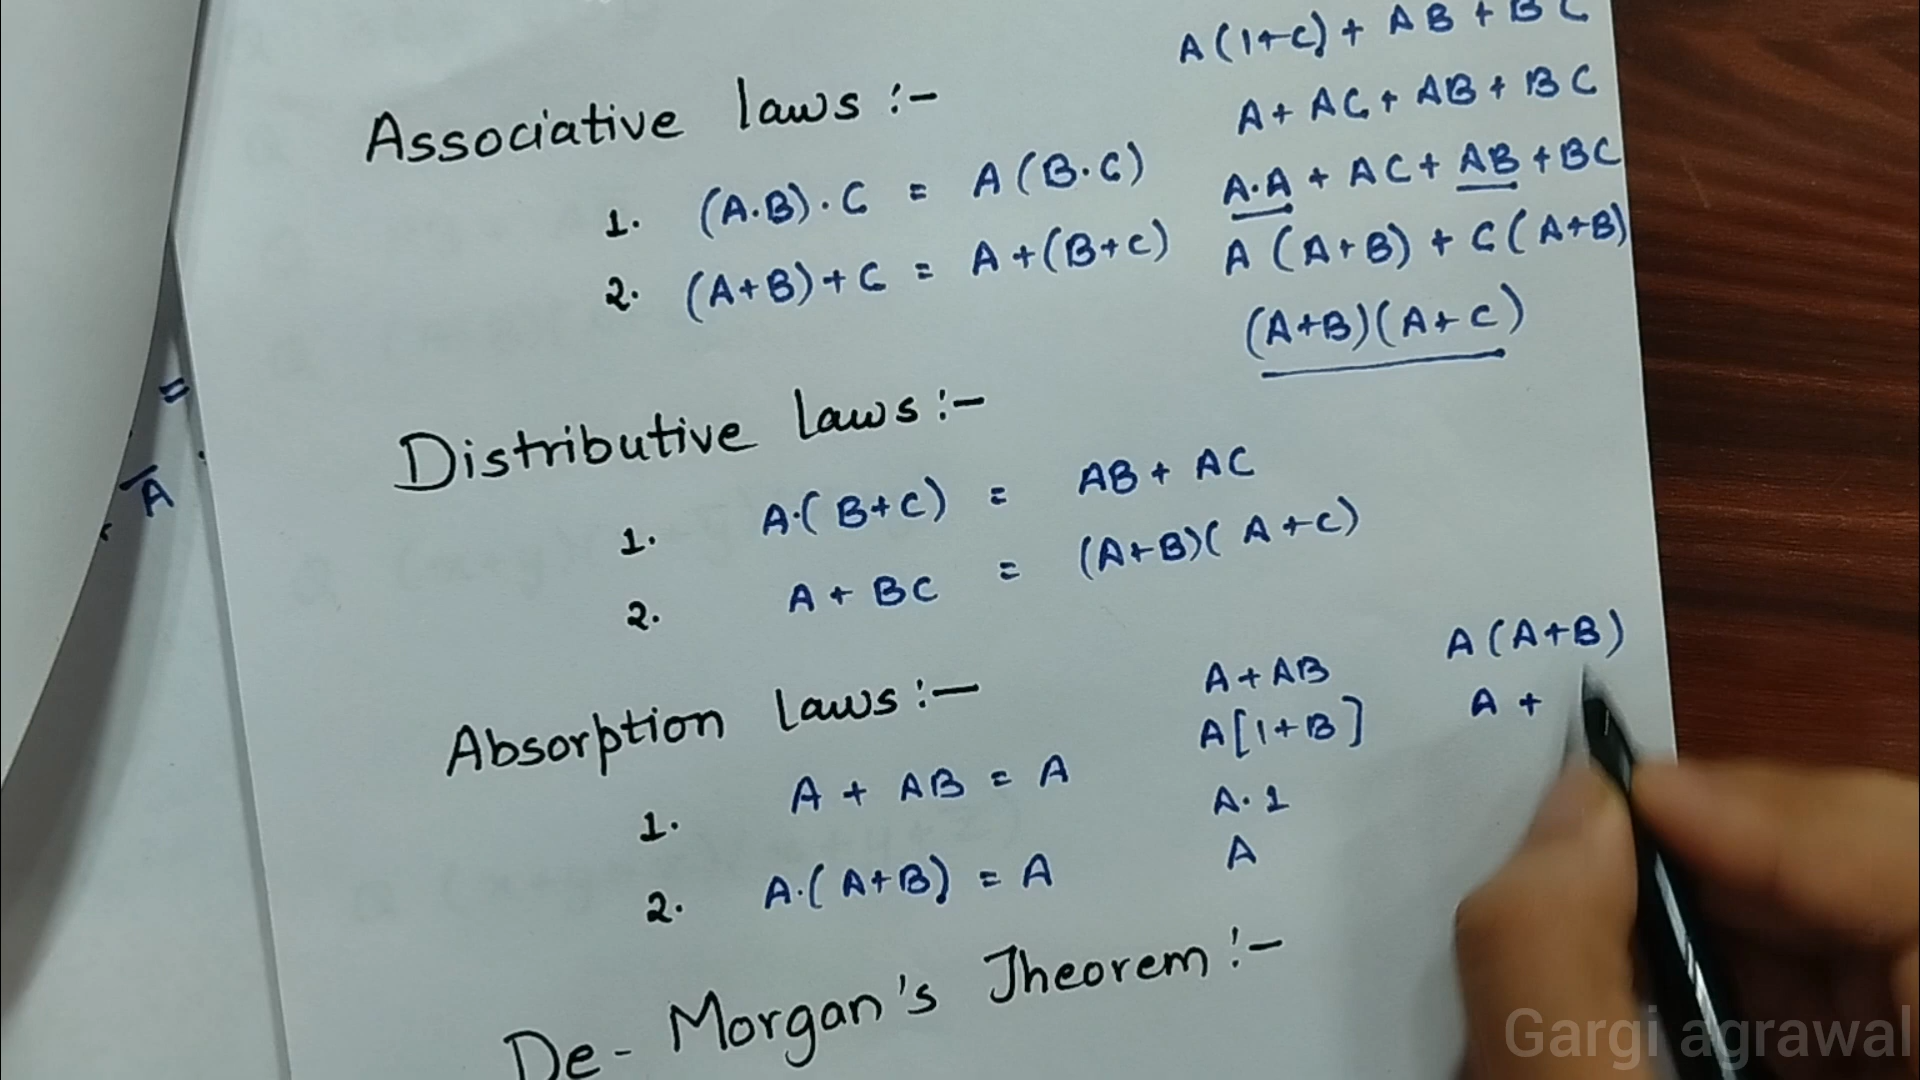 A(1+C) + AB + BC
A + AC + AB + BC
A.A + AC + AB + BC
A (A+B) + C (A+B)
(A+B)(A+C)
Associative laws :-
1. (A.B).C = A(B.C)
2. (A+B)+C = A+(B+C)
Distributive laws :-
1. A.(B+C) = AB + AC
2. A + BC = (A+B)(A+C)
Absorption laws :-
1. A + AB = A
2. A.(A+B) = A
A + AB
A[1+B]
A.1
A
A(A+B)
A +
De-Morgan's Theorem :-
=
A
Gargi agrawal